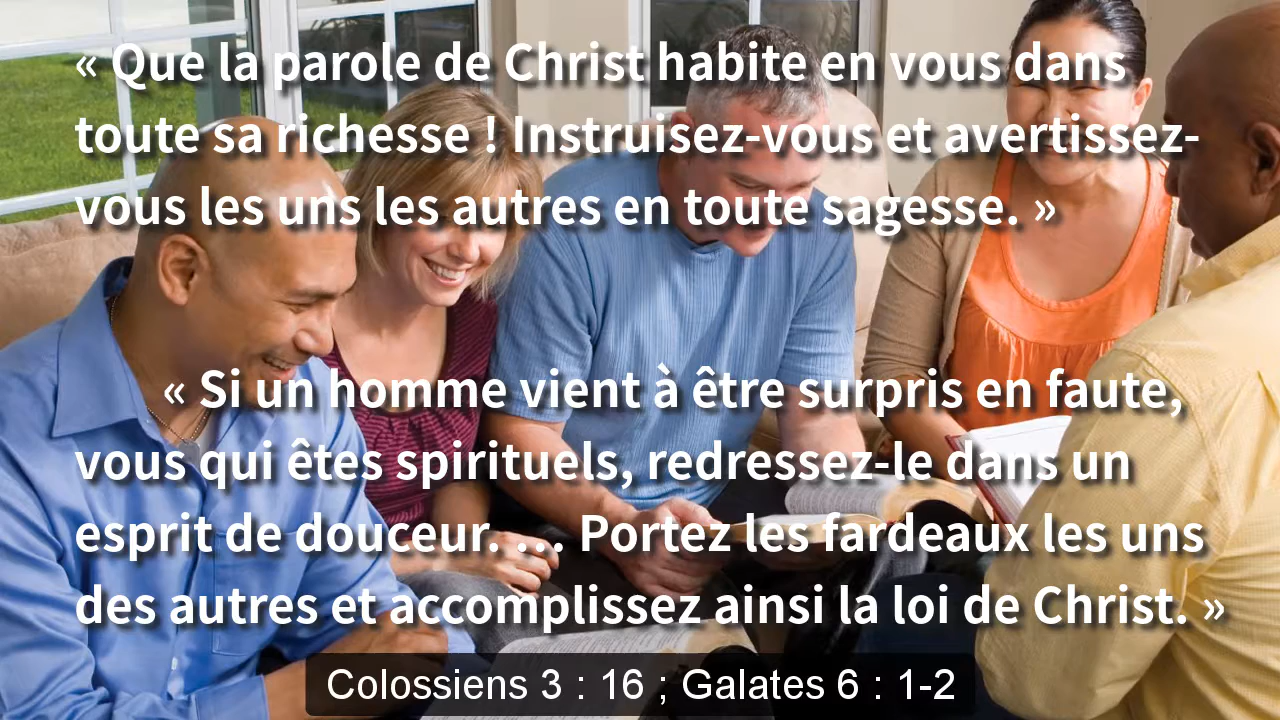 « Que la parole de Christ habite en vous dans
toute sa richesse ! Instruisez-vous et avertissez-
vous les uns les autres en toute sagesse. »
« Si un homme vient à être surpris en faute,
vous qui êtes spirituels, redressez-le dans un
esprit de douceur. … Portez les fardeaux les uns
des autres et accomplissez ainsi la loi de Christ. »
Colossiens 3 : 16 ; Galates 6 : 1-2